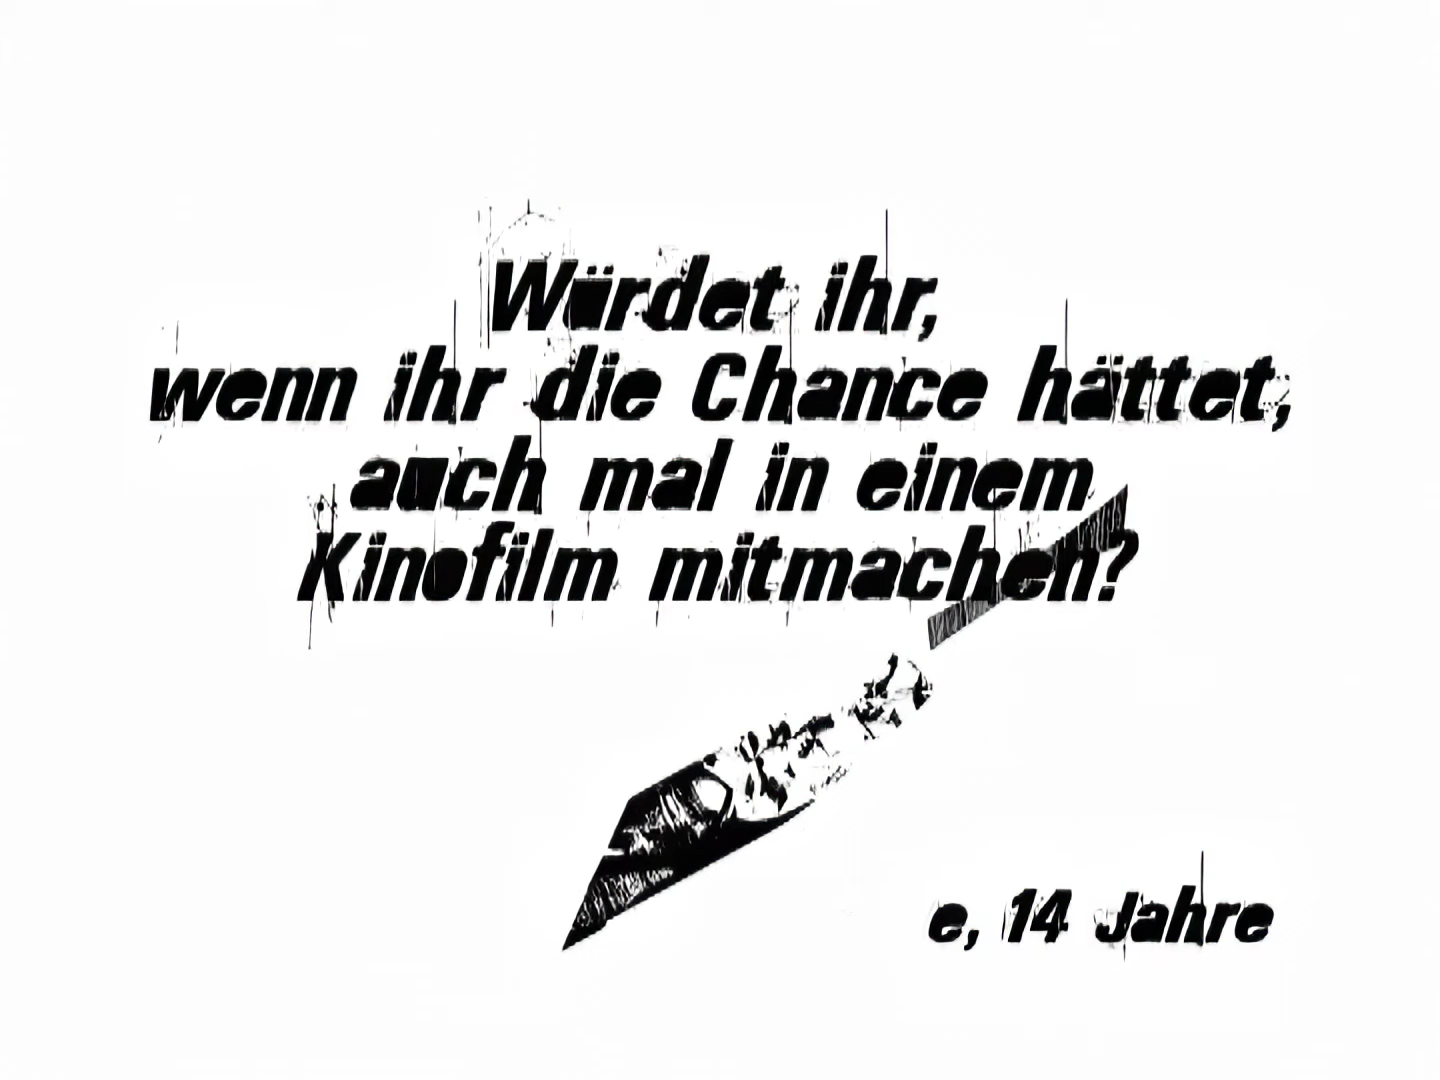 Würdet ihr,
wenn ihr die Chance hättet,
auch mal in einem
Kinofilm mitmachen?
e, 14 Jahre